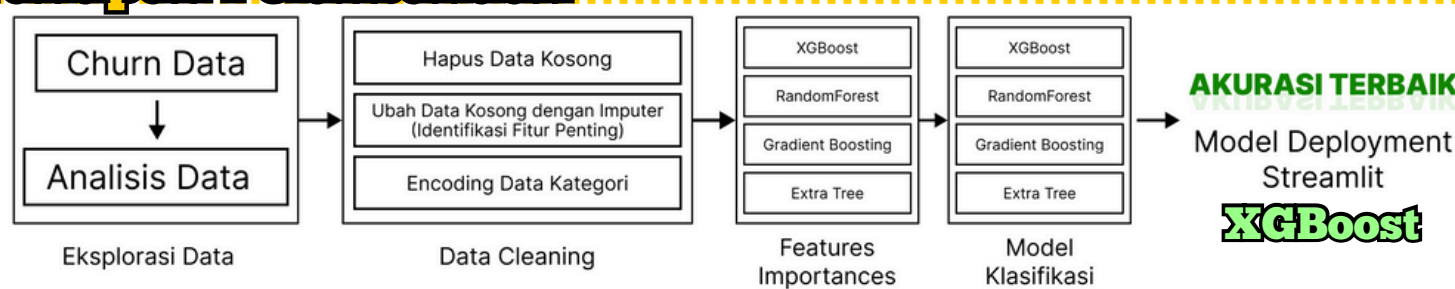 Churn Data
Analisis Data
Eksplorasi Data
Hapus Data Kosong
Ubah Data Kosong dengan Imputer
(Identifikasi Fitur Penting)
Encoding Data Kategori
Data Cleaning
XGBoost
RandomForest
Gradient Boosting
Extra Tree
Features
Importances
XGBoost
RandomForest
Gradient Boosting
Extra Tree
Model
Klasifikasi
AKURASI TERBAIK
Model Deployment
Streamlit
XGBoost